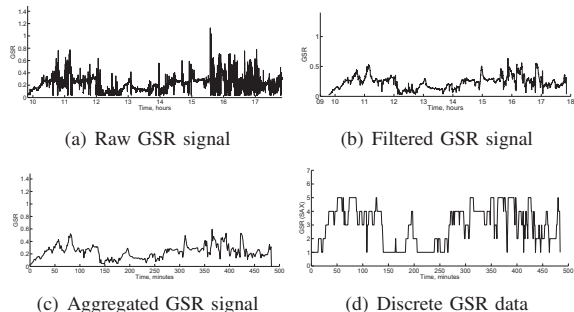 1.4
1.2
1
0.8
0.6
0.4
0.2
0
GSR
10 11 12 13 14 15 16 17
Time, hours
(a) Raw GSR signal
1
0
GSR
09 10 11 12 13 14 15 16 17 18
Time, hours
(b) Filtered GSR signal
1.4
1.2
1
0.8
0.6
0.4
0.2
0
GSR
0 50 100 150 200 250 300 350 400 450 500
Time, minutes
(c) Aggregated GSR signal
7
6
5
4
3
2
1
0
GSR (SAX)
0 50 100 150 200 250 300 350 400 450 500
Time, minutes
(d) Discrete GSR data